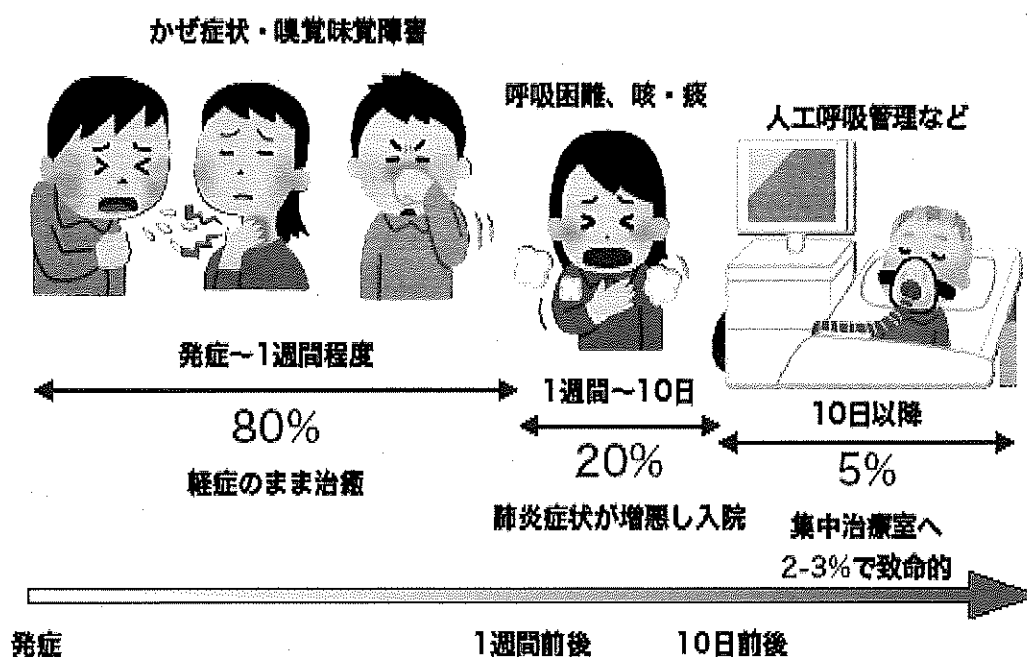 かぜ症状・嗅覚味覚障害
呼吸困難、咳・痰
人工呼吸管理など
発症～1週間程度
80%
軽症のまま治癒
1週間～10日
20%
肺炎症状が増悪し入院
10日以降
5%
集中治療室へ
2-3%で致命的
発症
1週間前後
10日前後